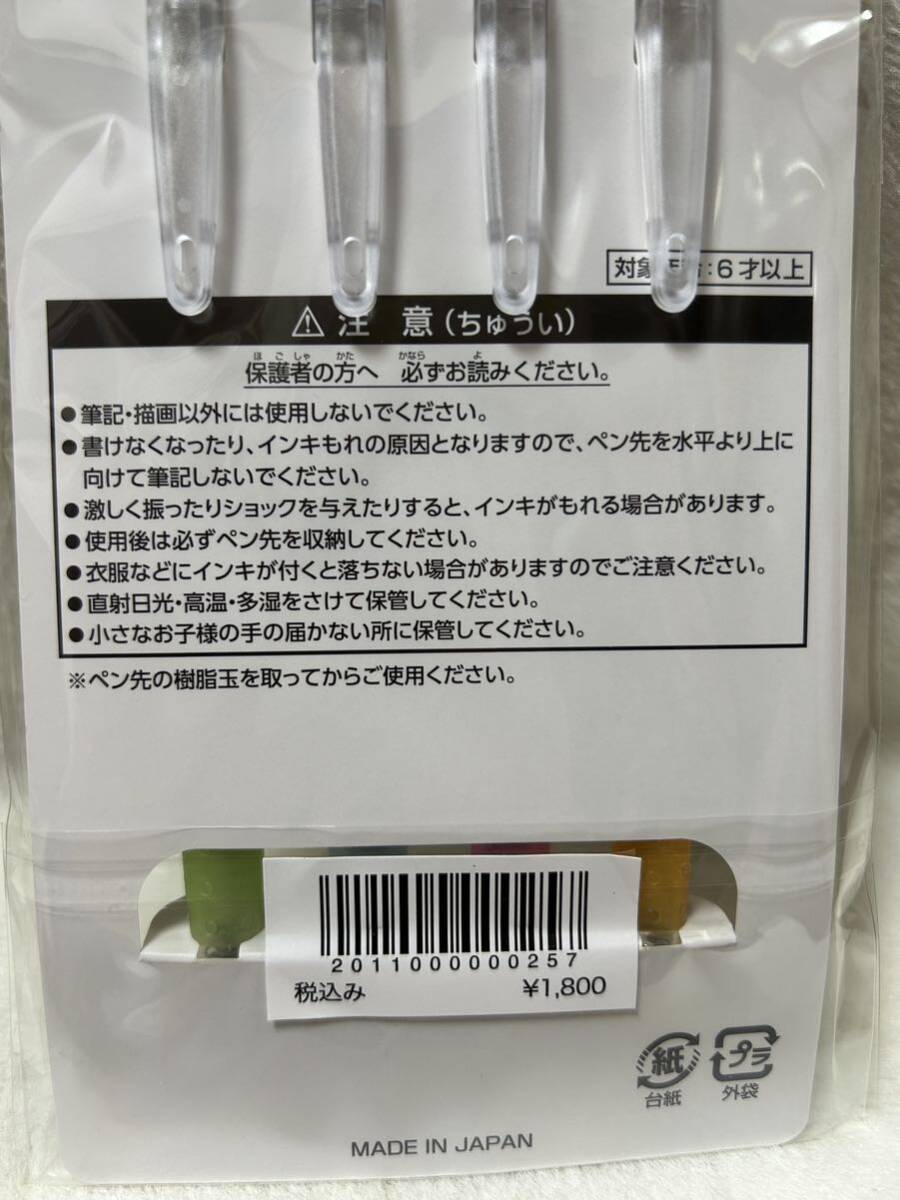 対象年齢:6才以上
⚠ 注 意(ちゅうい)
保護者の方へ 必ずお読みください。
●筆記・描画以外には使用しないでください。
●書けなくなったり、インキもれの原因となりますので、ペン先を水平より上に
向けて筆記しないでください。
●激しく振ったりショックを与えたりすると、インキがもれる場合があります。
●使用後は必ずペン先を収納してください。
●衣服などにインキが付くと落ちない場合がありますのでご注意ください。
●直射日光・高温・多湿をさけて保管してください。
●小さなお子様の手の届かない所に保管してください。
※ペン先の樹脂玉を取ってからご使用ください。
2011000000257
税込み ¥1,800
紙 プラ
台紙 外袋
MADE IN JAPAN